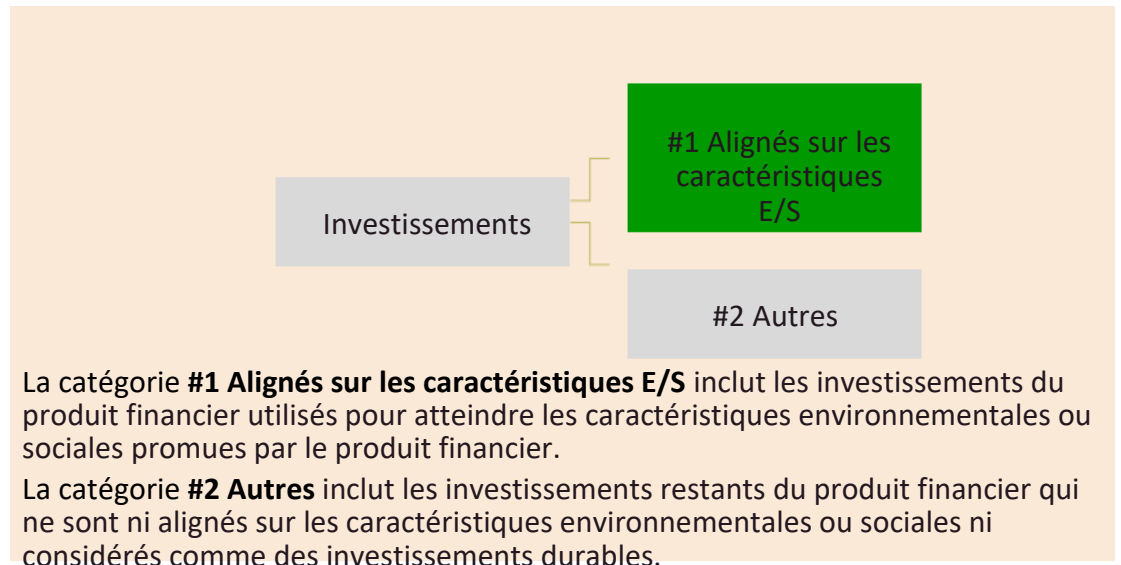 #1 Alignés sur les
caractéristiques
E/S
Investissements
#2 Autres
La catégorie #1 Alignés sur les caractéristiques E/S inclut les investissements du
produit financier utilisés pour atteindre les caractéristiques environnementales ou
sociales promues par le produit financier.
La catégorie #2 Autres inclut les investissements restants du produit financier qui
ne sont ni alignés sur les caractéristiques environnementales ou sociales ni
considérés comme des investissements durables.